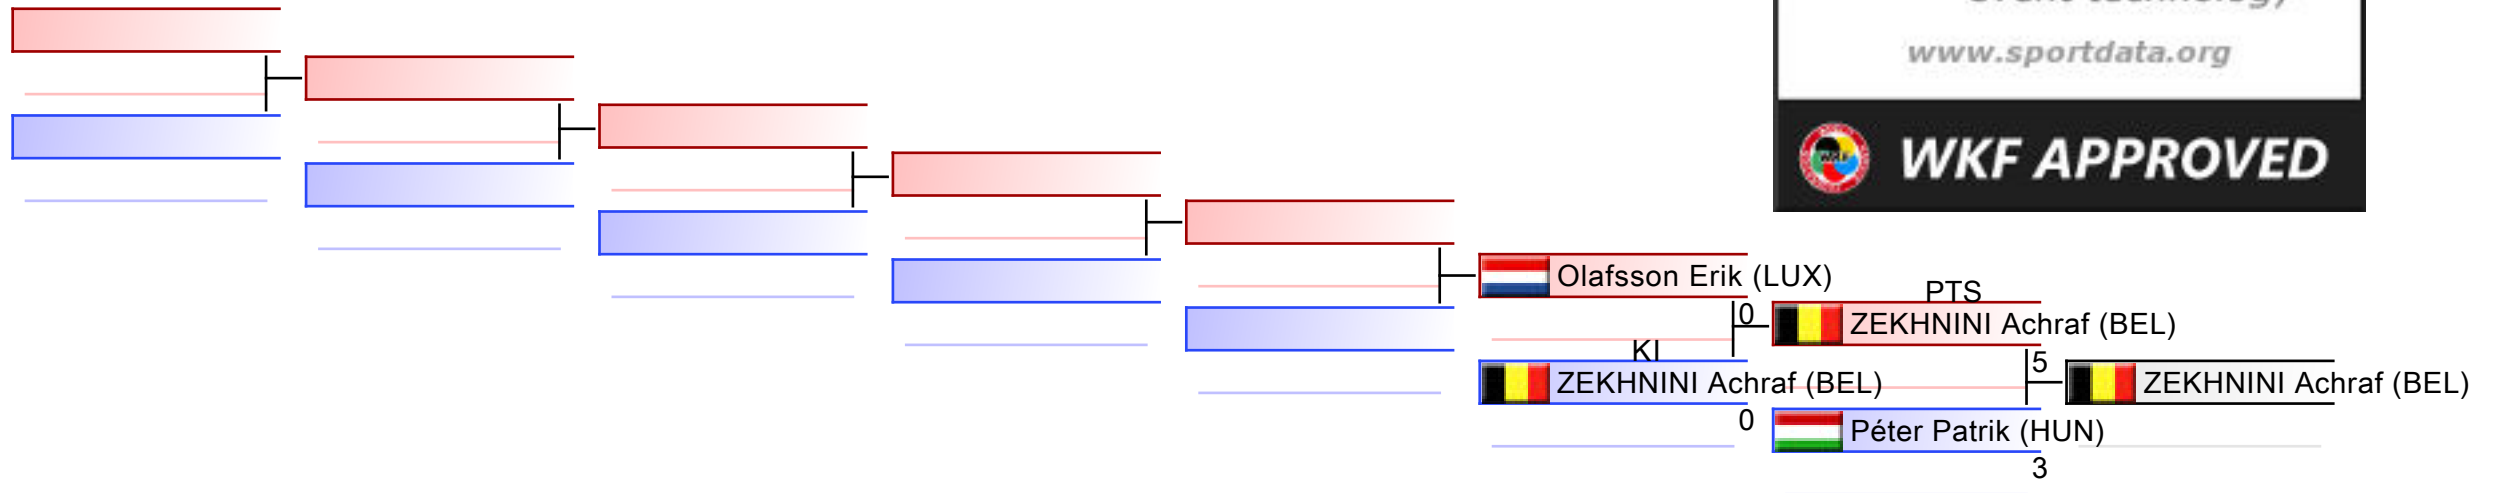 www.sportdata.org
WKF APPROVED
Olafsson Erik (LUX)
0
KI
ZEKHNINI Achraf (BEL)
0
PTS
ZEKHNINI Achraf (BEL)
5
Péter Patrik (HUN)
3
ZEKHNINI Achraf (BEL)